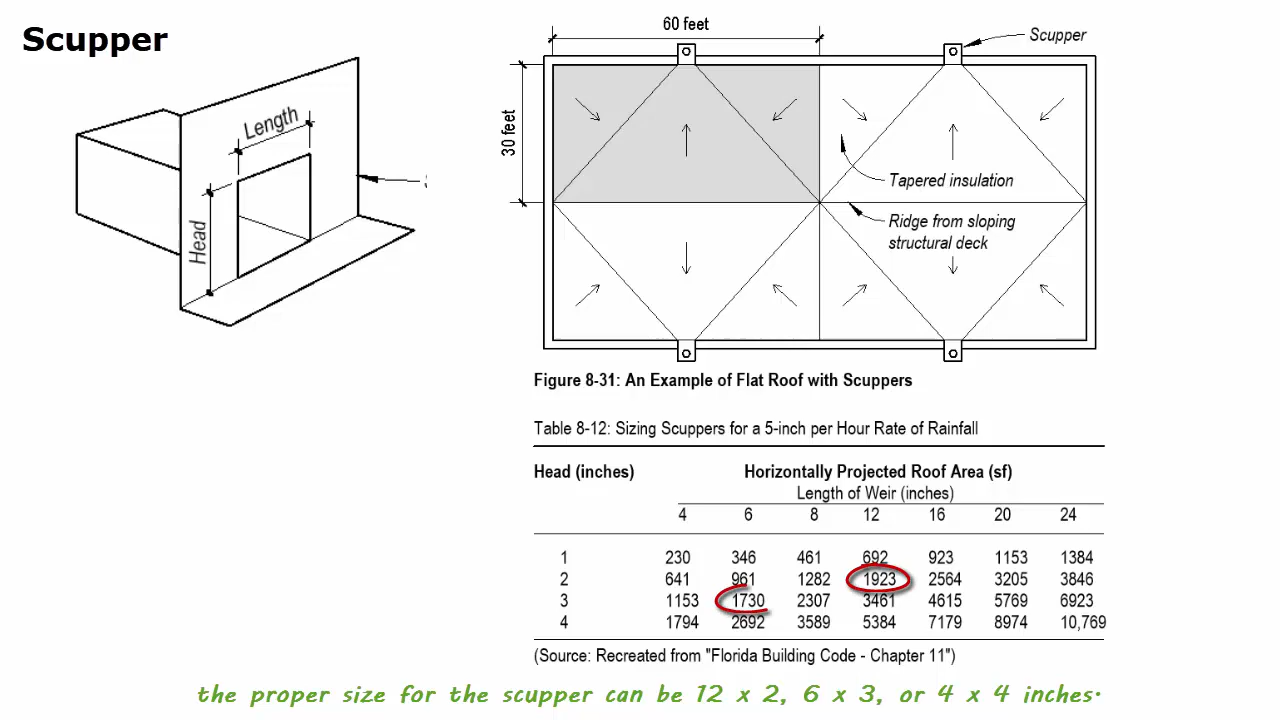 Scupper
Length
Head
60 feet
30 feet
Scupper
Tapered insulation
Ridge from sloping
structural deck
Figure 8-31: An Example of Flat Roof with Scuppers
Table 8-12: Sizing Scuppers for a 5-inch per Hour Rate of Rainfall
Head (inches) Horizontally Projected Roof Area (sf)
Length of Weir (inches)
4 6 8 12 16 20 24
1 230 346 461 692 923 1153 1384
2 641 961 1282 1923 2564 3205 3846
3 1153 1730 2307 3461 4615 5769 6923
4 1794 2692 3589 5384 7179 8974 10,769
(Source: Recreated from "Florida Building Code - Chapter 11")
the proper size for the scupper can be 12 x 2, 6 x 3, or 4 x 4 inches.